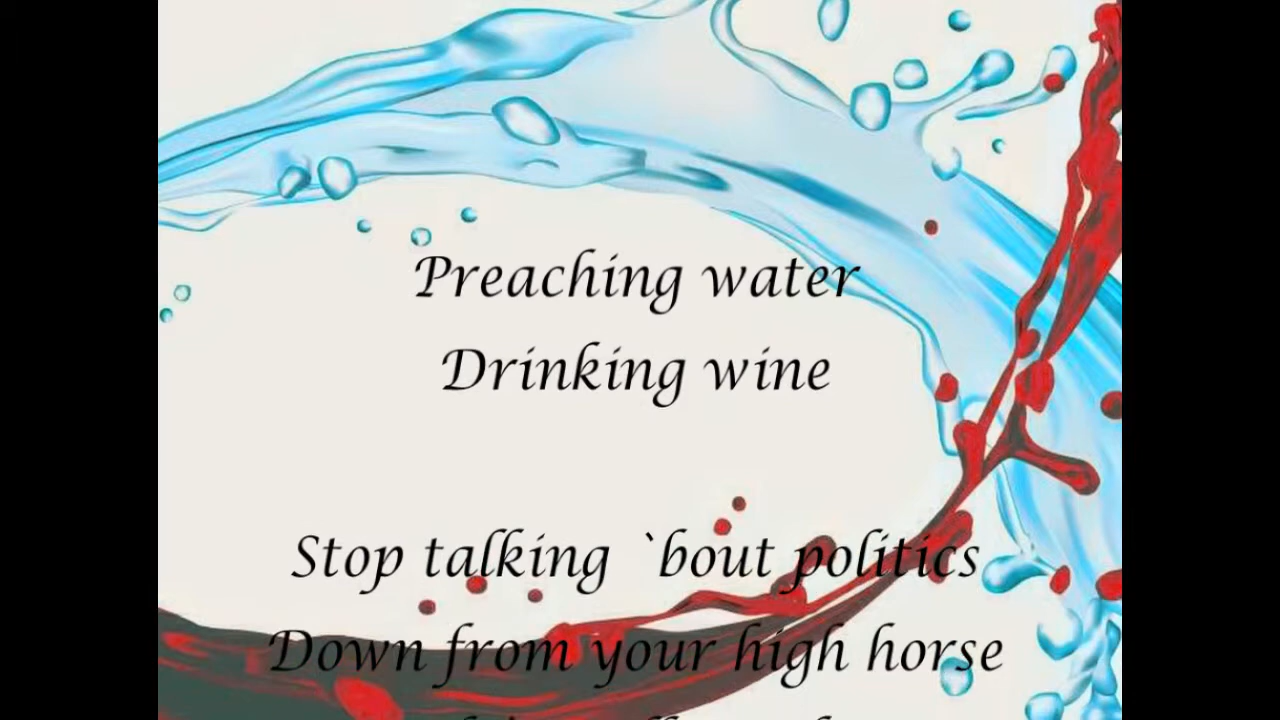 Preaching water
Drinking wine
Stop talking `bout politics
Down from your high horse